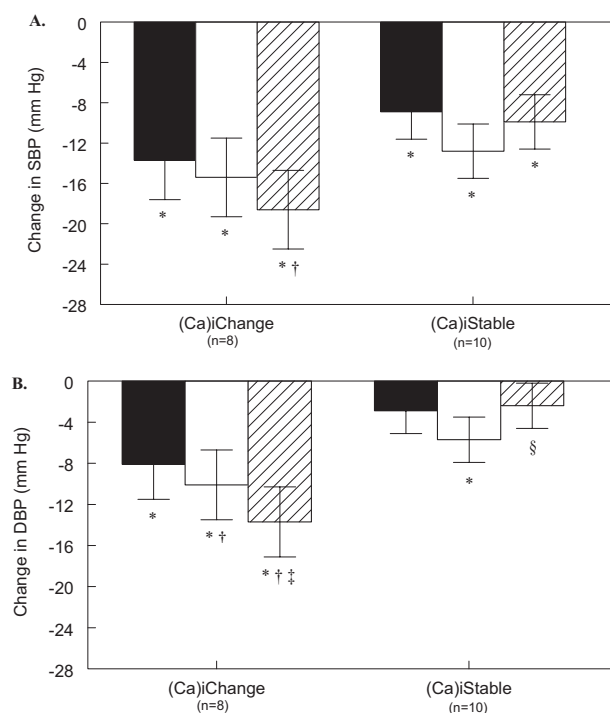 A.
Change in SBP (mm Hg)
0
-4
-8
-12
-16
-20
-24
-28
*
*
* †
*
*
*
(Ca)iChange
(n=8)
(Ca)iStable
(n=10)
B.
Change in DBP (mm Hg)
0
-4
-8
-12
-16
-20
-24
-28
*
* †
* † ‡
*
§
(Ca)iChange
(n=8)
(Ca)iStable
(n=10)